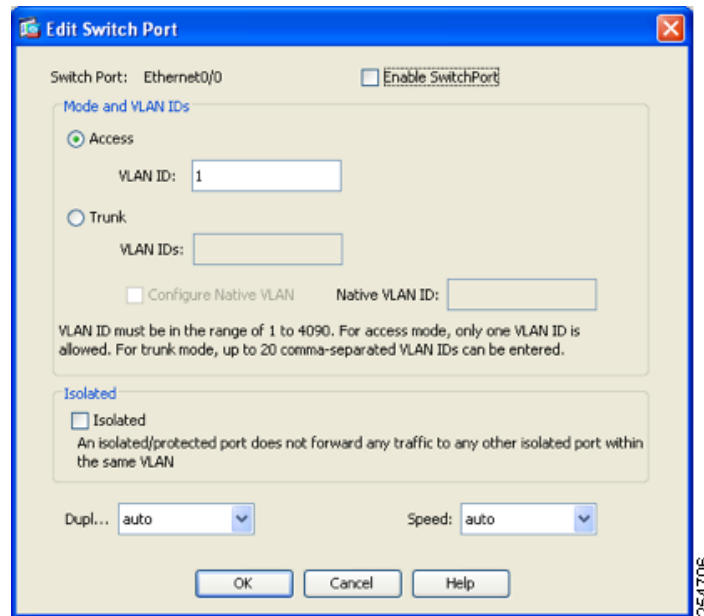 Edit Switch Port
Switch Port: Ethernet0/0 Enable SwitchPort
Mode and VLAN IDs
Access
VLAN ID: 1
Trunk
VLAN IDs:
Configure Native VLAN Native VLAN ID:
VLAN ID must be in the range of 1 to 4090. For access mode, only one VLAN ID is
allowed. For trunk mode, up to 20 comma-separated VLAN IDs can be entered.
Isolated
Isolated
An isolated/protected port does not forward any traffic to any other isolated port within
the same VLAN
Dupl... auto Speed: auto
OK Cancel Help
254706